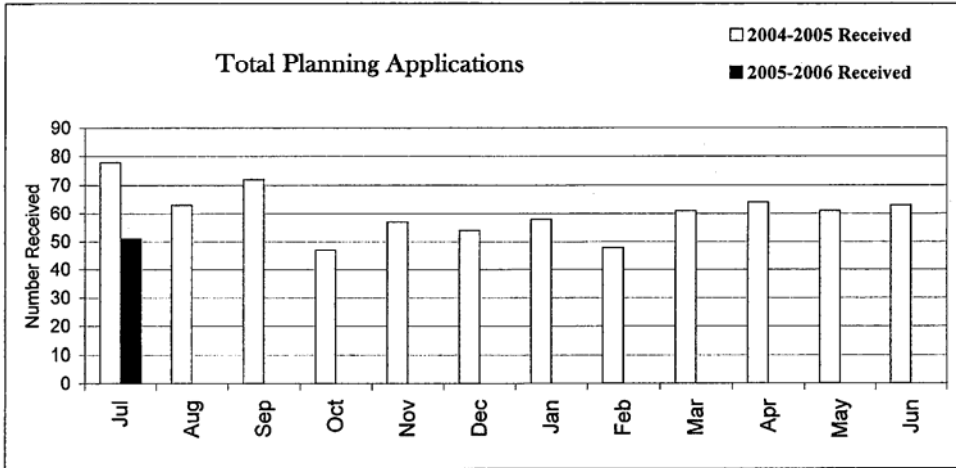 2004-2005 Received
Total Planning Applications
2005-2006 Received
90
80
70
60
50
40
30
20
10
0
Number Received
Jul
Aug
Sep
Oct
Nov
Dec
Jan
Feb
Mar
Apr
May
Jun